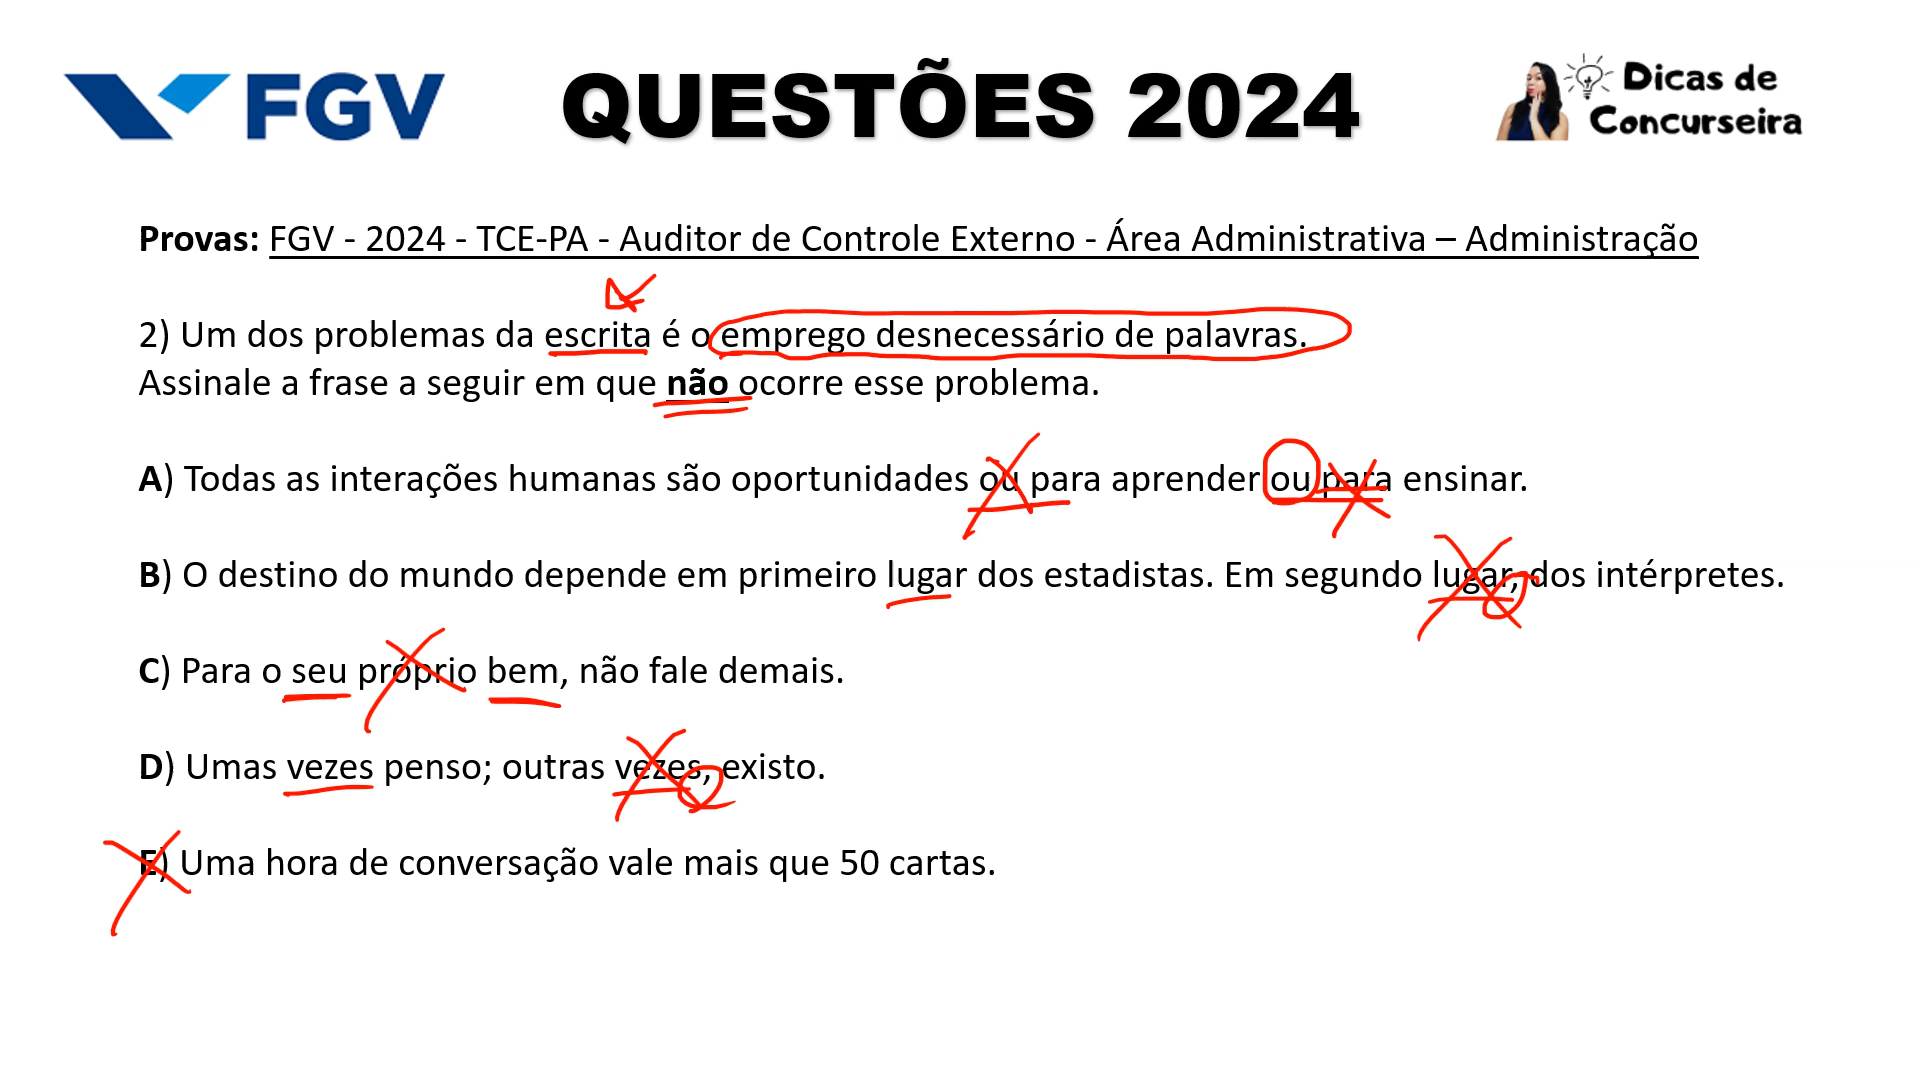 FGV
QUESTÕES 2024
Dicas de
Concurseira
Provas: FGV - 2024 - TCE-PA - Auditor de Controle Externo - Área Administrativa – Administração
2) Um dos problemas da escrita é o emprego desnecessário de palavras.
Assinale a frase a seguir em que não ocorre esse problema.
A) Todas as interações humanas são oportunidades ou para aprender ou para ensinar.
B) O destino do mundo depende em primeiro lugar dos estadistas. Em segundo lugar, dos intérpretes.
C) Para o seu próprio bem, não fale demais.
D) Umas vezes penso; outras vezes, existo.
E) Uma hora de conversação vale mais que 50 cartas.